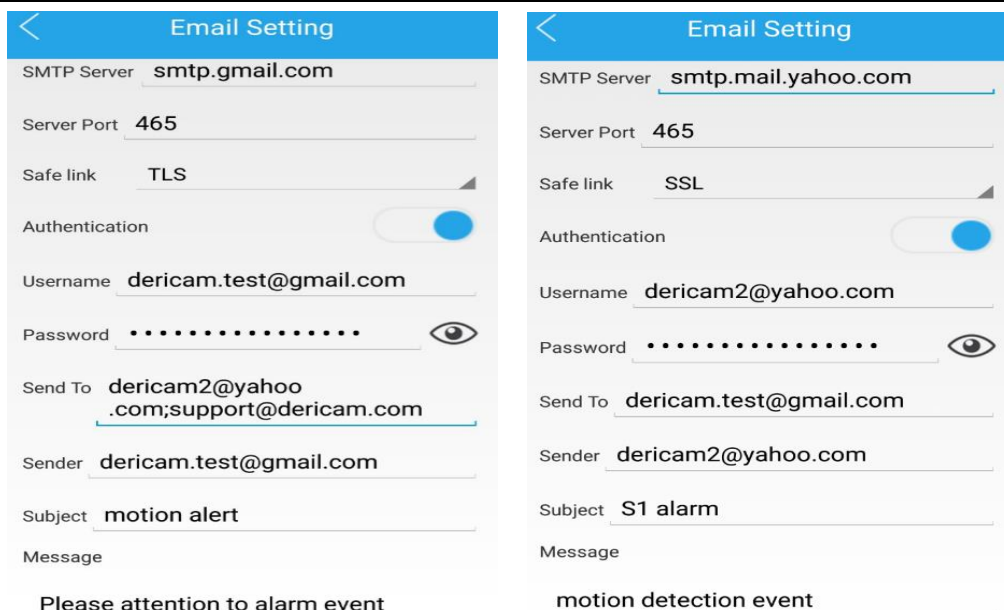 Email Setting
SMTP Server smtp.gmail.com
Server Port 465
Safe link TLS
Authentication
Username dericam.test@gmail.com
Password ••••••••••••••••
Send To dericam2@yahoo
.com;support@dericam.com
Sender dericam.test@gmail.com
Subject motion alert
Message
Please attention to alarm event
Email Setting
SMTP Server smtp.mail.yahoo.com
Server Port 465
Safe link SSL
Authentication
Username dericam2@yahoo.com
Password ••••••••••••••••
Send To dericam.test@gmail.com
Sender dericam2@yahoo.com
Subject S1 alarm
Message
motion detection event